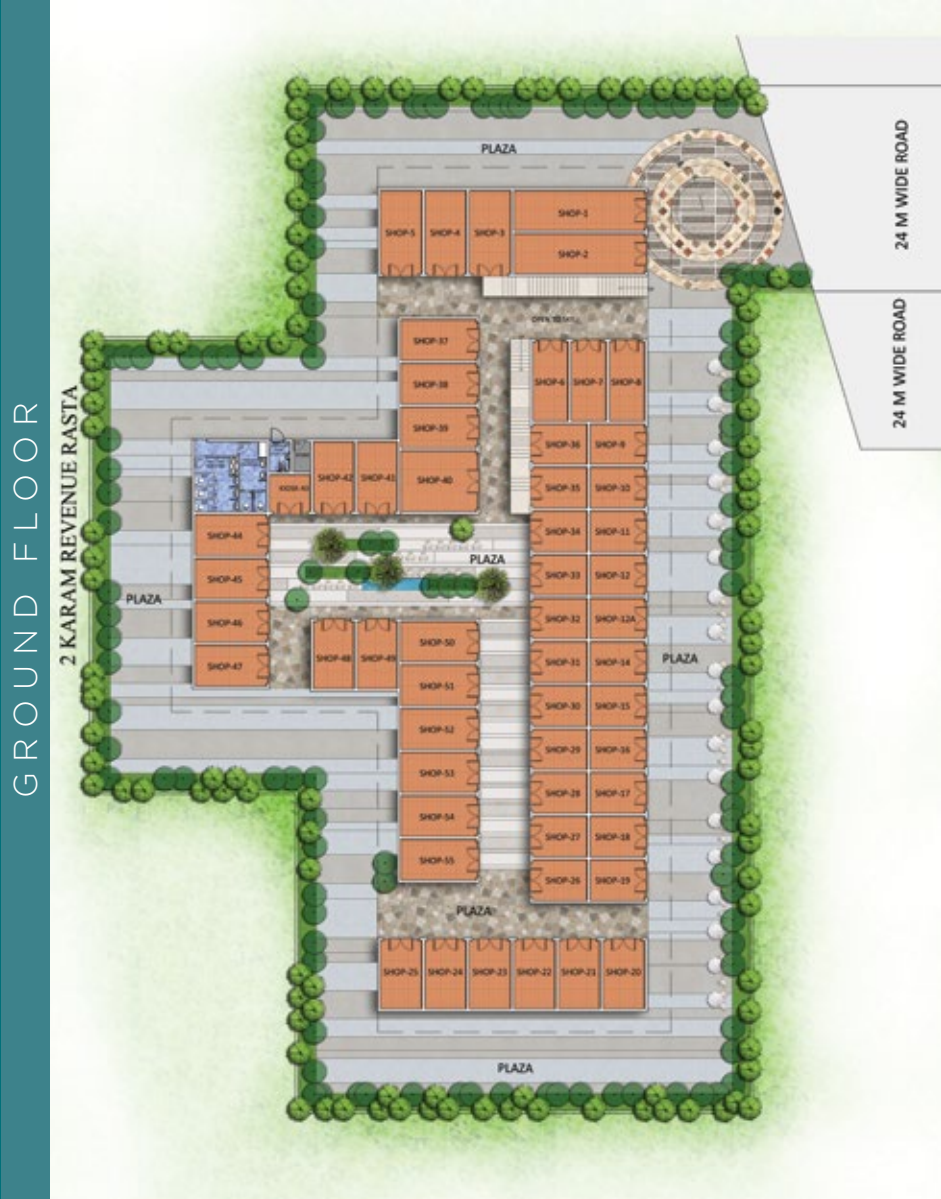 GROUND FLOOR
2 KARAM REVENUE RASTA
24 M WIDE ROAD
24 M WIDE ROAD
PLAZA
SHOP-1
SHOP-2
SHOP-3
SHOP-4
SHOP-5
SHOP-37
SHOP-38
SHOP-39
SHOP-40
SHOP-41
SHOP-42
SHOP-6
SHOP-7
SHOP-8
SHOP-36
SHOP-9
SHOP-35
SHOP-10
SHOP-34
SHOP-11
SHOP-33
SHOP-12
SHOP-32
SHOP-12A
SHOP-31
SHOP-14
SHOP-30
SHOP-15
SHOP-29
SHOP-16
SHOP-28
SHOP-17
SHOP-27
SHOP-18
SHOP-26
SHOP-19
PLAZA
SHOP-44
SHOP-45
SHOP-46
SHOP-47
PLAZA
PLAZA
SHOP-48
SHOP-49
SHOP-50
SHOP-51
SHOP-52
SHOP-53
SHOP-54
SHOP-55
PLAZA
SHOP-25
SHOP-24
SHOP-23
SHOP-22
SHOP-21
SHOP-20
PLAZA